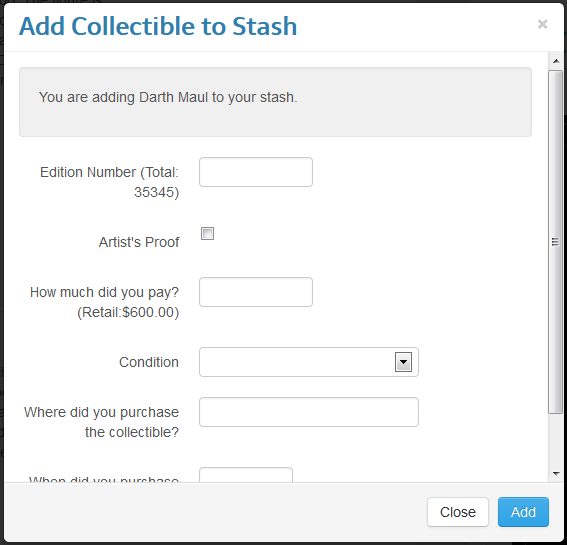 Add Collectible to Stash
×
You are adding Darth Maul to your stash.
Edition Number (Total:
35345)
Artist's Proof
How much did you pay?
(Retail:$600.00)
Condition
Where did you purchase
the collectible?
When did you purchase
Close
Add